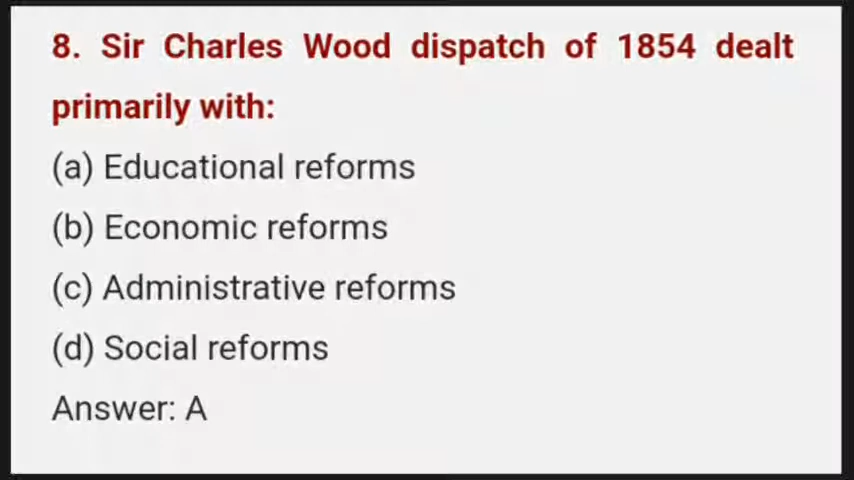 8. Sir Charles Wood dispatch of 1854 dealt
primarily with:
(a) Educational reforms
(b) Economic reforms
(c) Administrative reforms
(d) Social reforms
Answer: A